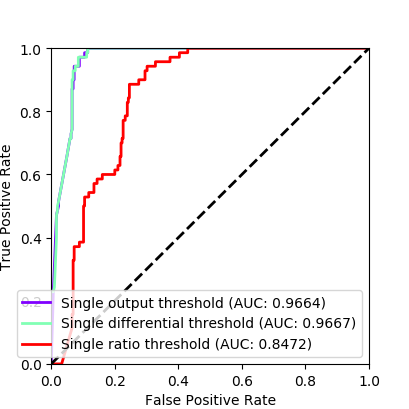 1.0
0.8
0.6
0.4
0.2
0.0
True Positive Rate
Single output threshold (AUC: 0.9664)
Single differential threshold (AUC: 0.9667)
Single ratio threshold (AUC: 0.8472)
0.0 0.2 0.4 0.6 0.8 1.0
False Positive Rate